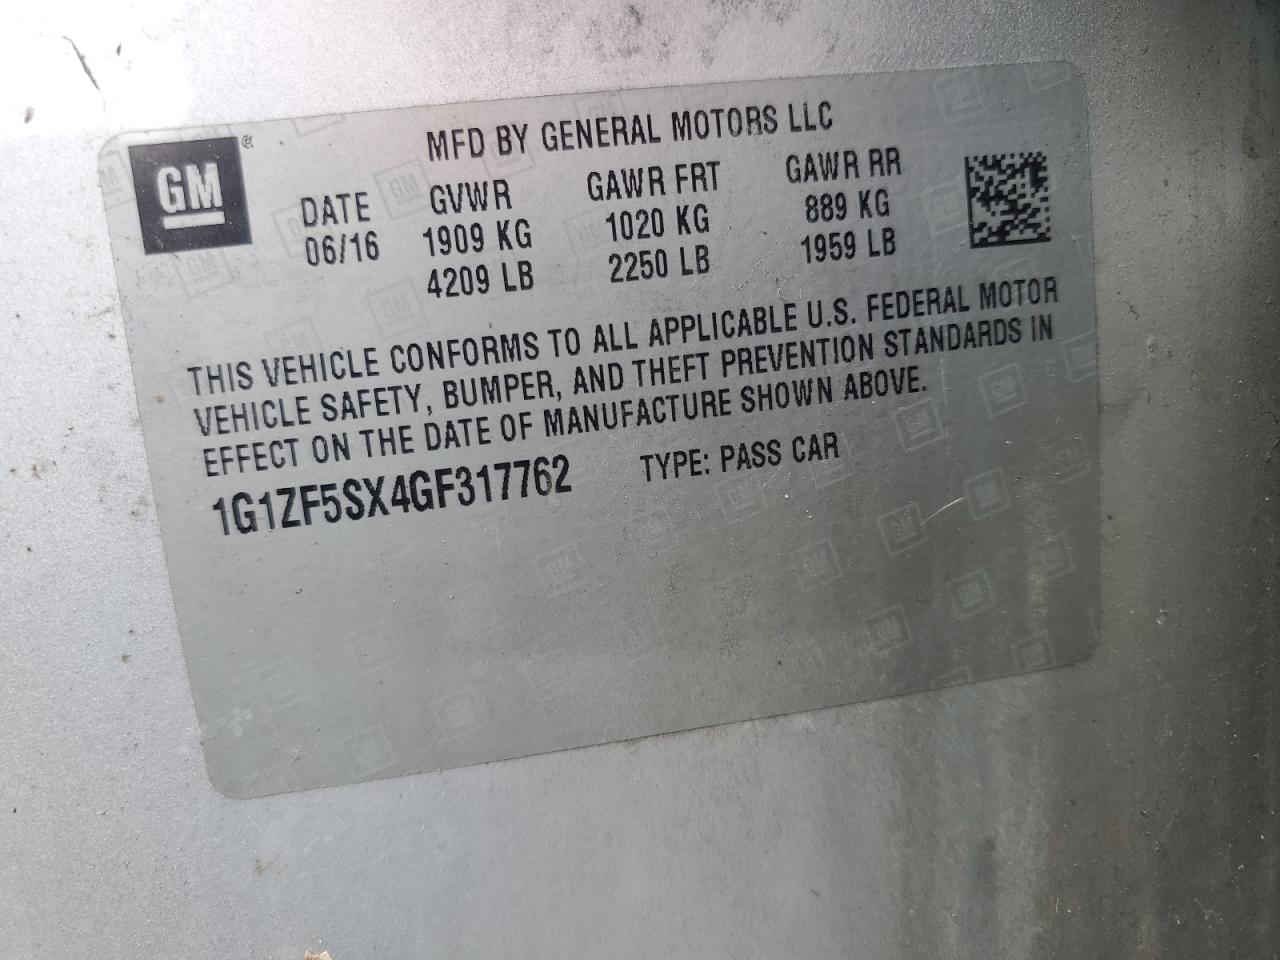 MFD BY GENERAL MOTORS LLC
GM®
DATE GVWR GAWR FRT GAWR RR
06/16 1909 KG 1020 KG 889 KG
4209 LB 2250 LB 1959 LB
THIS VEHICLE CONFORMS TO ALL APPLICABLE U.S. FEDERAL MOTOR
VEHICLE SAFETY, BUMPER, AND THEFT PREVENTION STANDARDS IN
EFFECT ON THE DATE OF MANUFACTURE SHOWN ABOVE.
1G1ZF5SX4GF317762 TYPE: PASS CAR